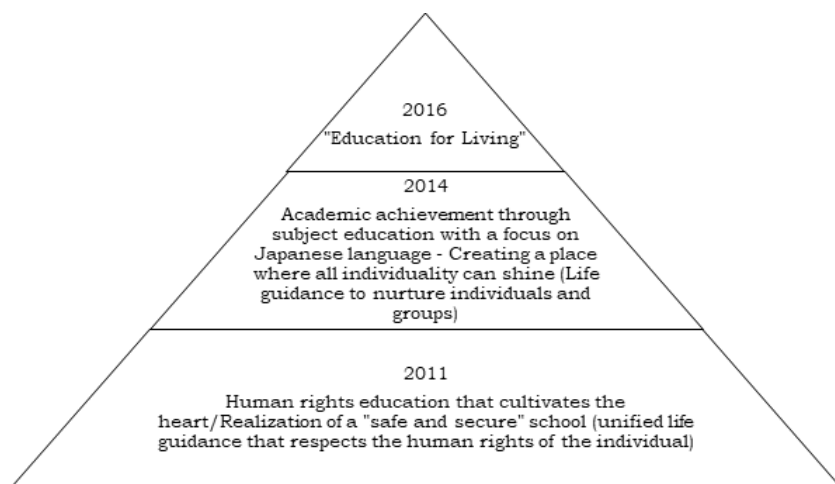 2016
"Education for Living"
2014
Academic achievement through
subject education with a focus on
Japanese language - Creating a place
where all individuality can shine (Life
guidance to nurture individuals and
groups)
2011
Human rights education that cultivates the
heart/Realization of a "safe and secure" school (unified life
guidance that respects the human rights of the individual)